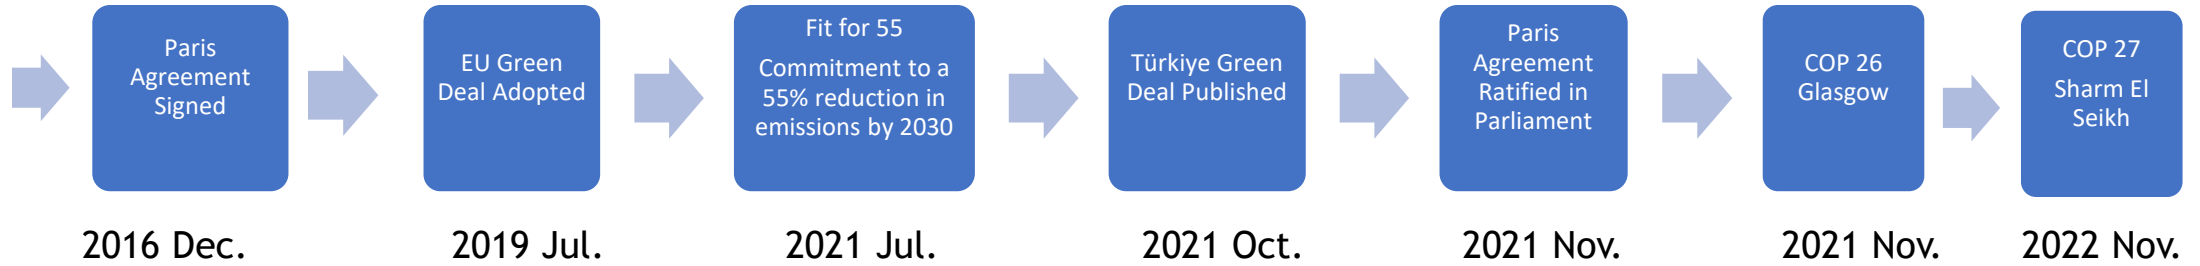 Paris
Agreement
Signed
EU Green
Deal Adopted
Fit for 55
Commitment to a
55% reduction in
emissions by 2030
Türkiye Green
Deal Published
Paris
Agreement
Ratified in
Parliament
COP 26
Glasgow
COP 27
Sharm El
Seikh
2016 Dec.
2019 Jul.
2021 Jul.
2021 Oct.
2021 Nov.
2021 Nov.
2022 Nov.